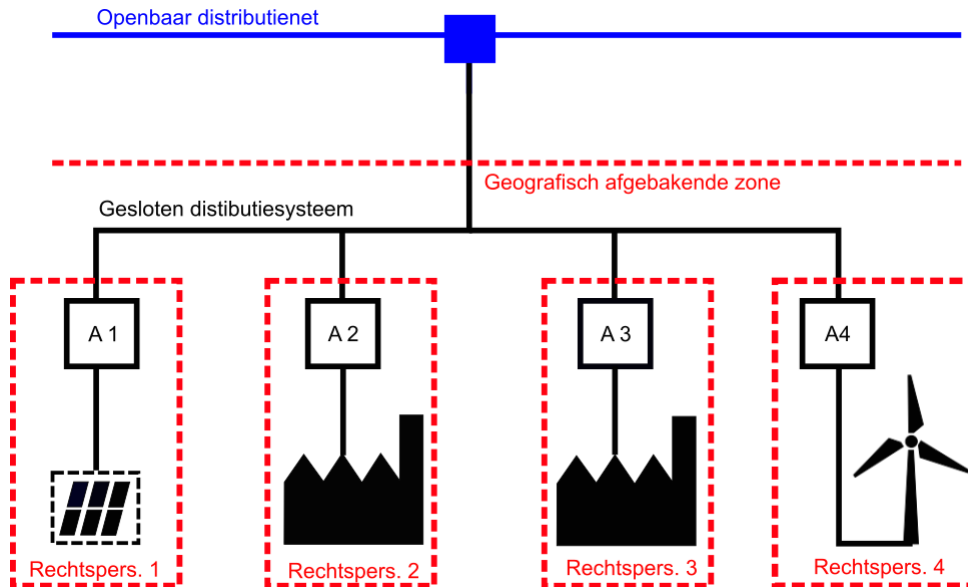 Openbaar distributienet
Geografisch afgebakende zone
Gesloten distibutiesysteem
A 1
A 2
A 3
A4
Rechtspers. 1
Rechtspers. 2
Rechtspers. 3
Rechtspers. 4